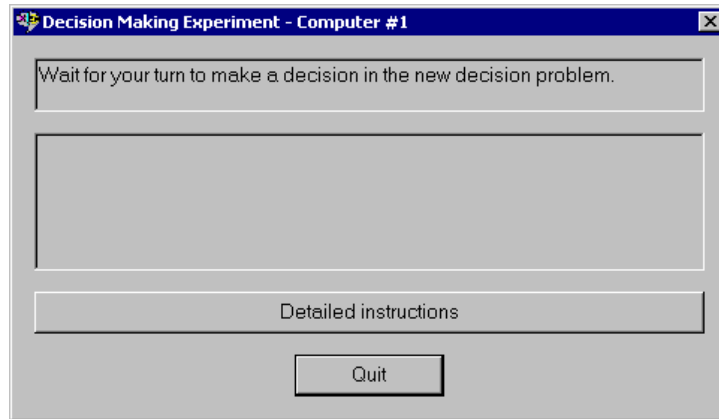 Decision Making Experiment - Computer #1
Wait for your turn to make a decision in the new decision problem.
Detailed instructions
Quit